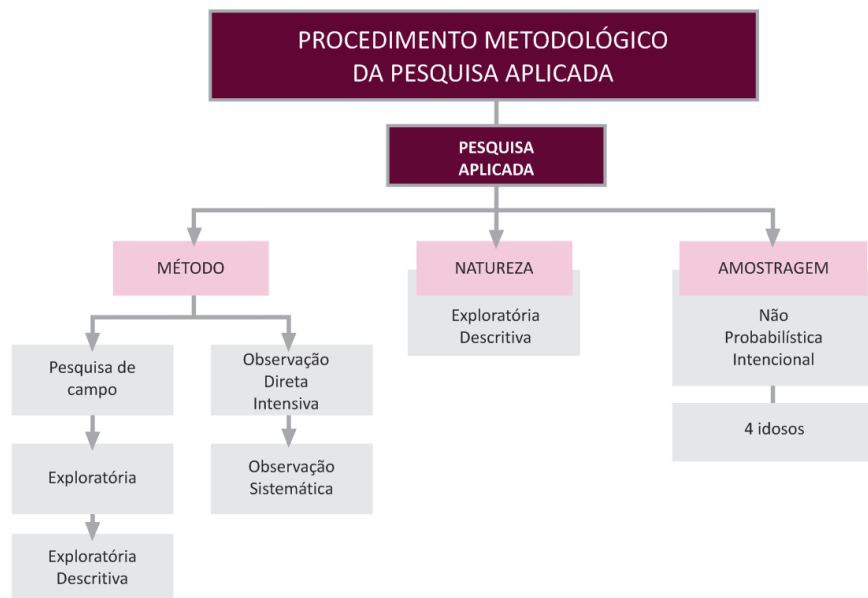 PROCEDIMENTO METODOLÓGICO
DA PESQUISA APLICADA
PESQUISA
APLICADA
MÉTODO
NATUREZA
AMOSTRAGEM
Exploratória
Descritiva
Não
Probabilística
Intencional
Pesquisa de
campo
Observação
Direta
Intensiva
4 idosos
Exploratória
Observação
Sistemática
Exploratória
Descritiva